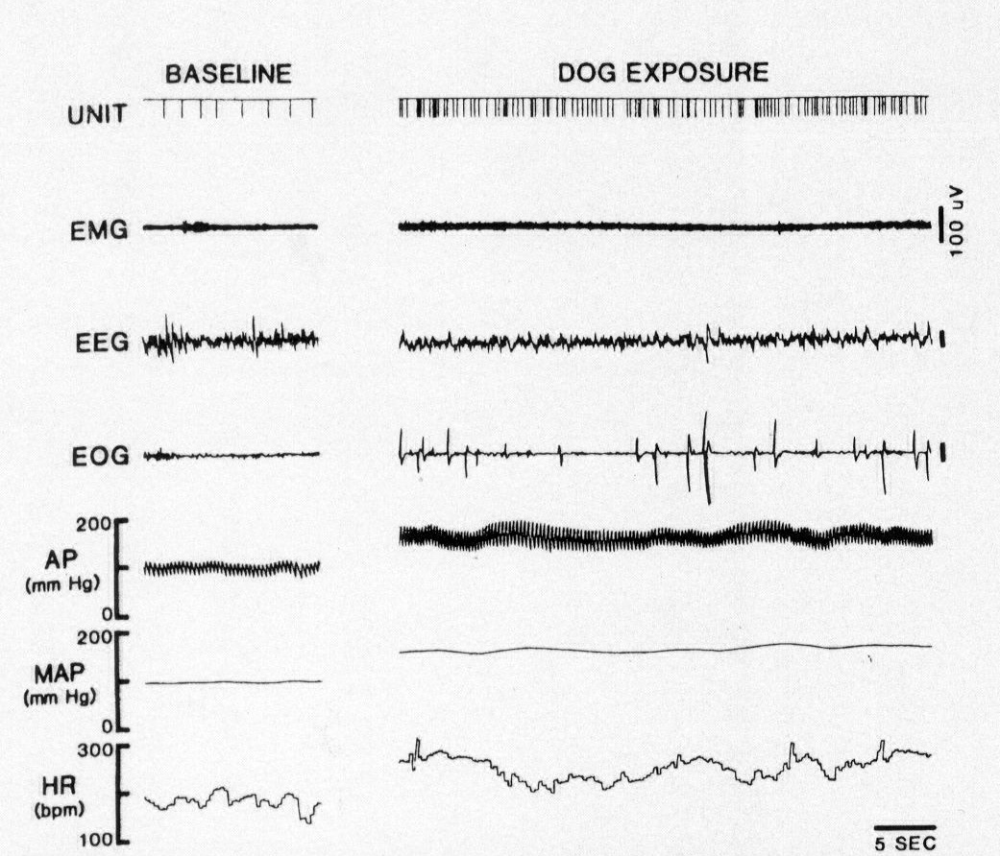 BASELINE
DOG EXPOSURE
UNIT
EMG
100 uV
EEG
EOG
200
AP
(mm Hg)
0
200
MAP
(mm Hg)
0
300
HR
(bpm)
100
5 SEC